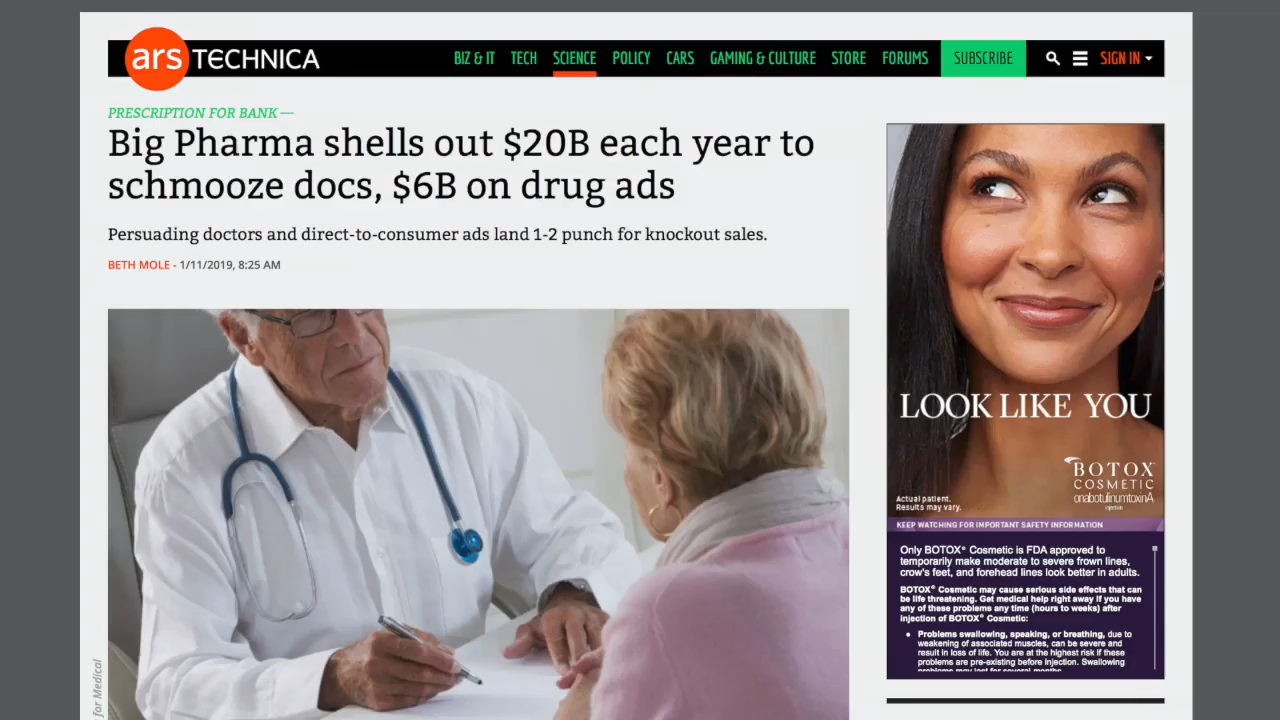 ars TECHNICA
BIZ & IT TECH SCIENCE POLICY CARS GAMING & CULTURE STORE FORUMS SUBSCRIBE SIGN IN
PRESCRIPTION FOR BANK —
Big Pharma shells out $20B each year to
schmooze docs, $6B on drug ads
Persuading doctors and direct-to-consumer ads land 1-2 punch for knockout sales.
BETH MOLE - 1/11/2019, 8:25 AM
for Medical
LOOK LIKE YOU
BOTOX
COSMETIC
onabotulinumtoxinA
injection
Actual patient.
Results may vary.
KEEP WATCHING FOR IMPORTANT SAFETY INFORMATION
Only BOTOX® Cosmetic is FDA approved to
temporarily make moderate to severe frown lines,
crow's feet, and forehead lines look better in adults.
BOTOX® Cosmetic may cause serious side effects that can
be life threatening. Get medical help right away if you have
any of these problems any time (hours to weeks) after
injection of BOTOX® Cosmetic:
• Problems swallowing, speaking, or breathing, due to
weakening of associated muscles, can be severe and
result in loss of life. You are at the highest risk if these
problems are pre-existing before injection. Swallowing
problems may last for several months.